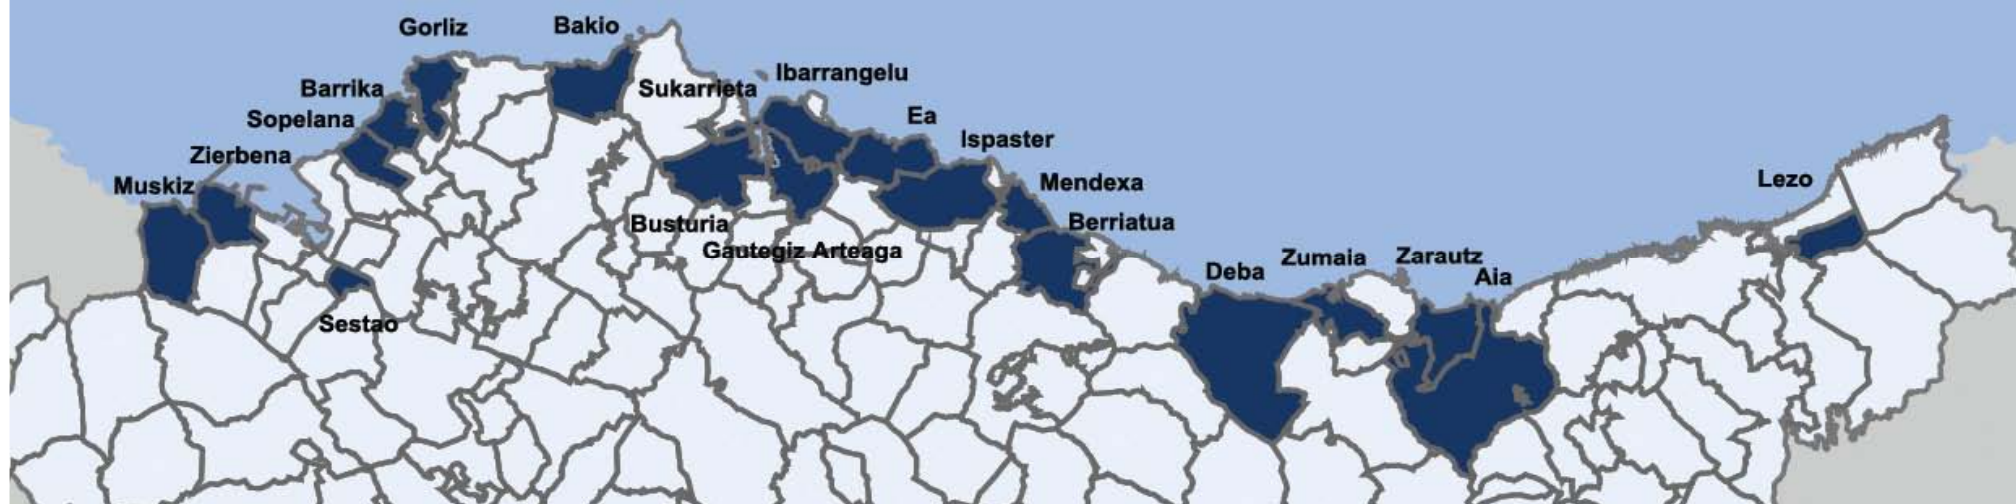 Gorliz
Bakio
Ibarrangelu
Barrika
Sukarrieta
Sopelana
Ea
Ispaster
Zierbena
Muskiz
Mendexa
Lezo
Busturia
Berriatua
Gautegiz Arteaga
Deba
Zumaia
Zarautz
Aia
Sestao